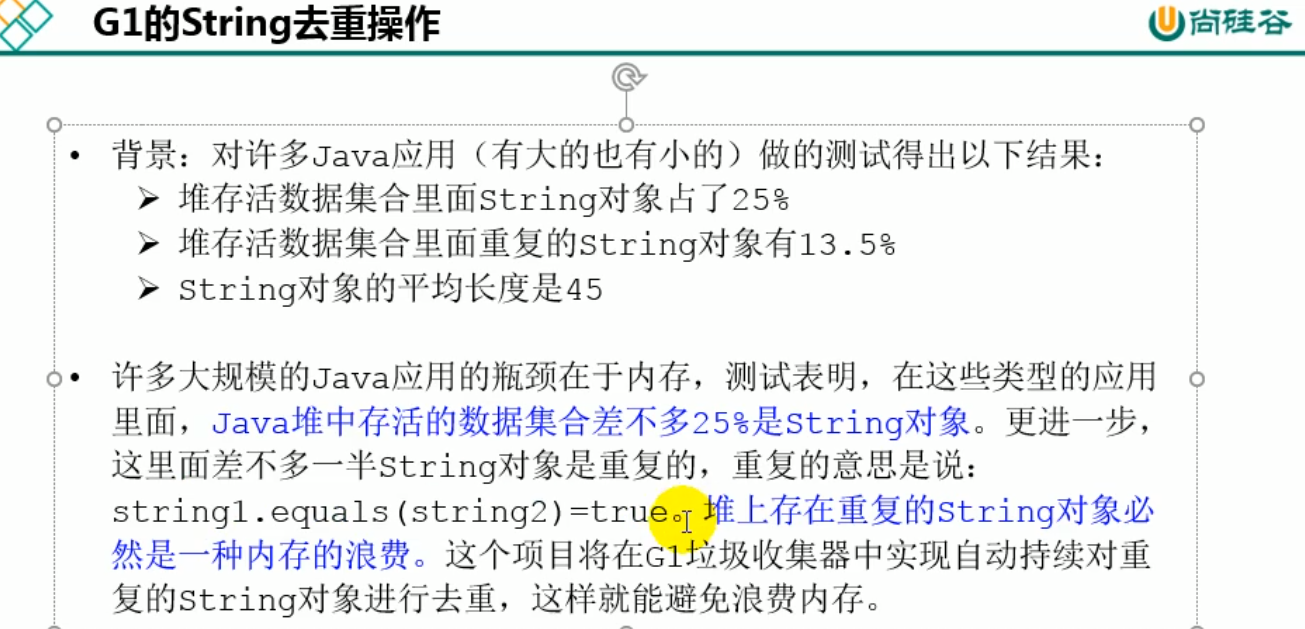 G1的String去重操作
尚硅谷
• 背景：对许多Java应用（有大的也有小的）做的测试得出以下结果：
➢ 堆存活数据集合里面String对象占了25%
➢ 堆存活数据集合里面重复的String对象有13.5%
➢ String对象的平均长度是45
• 许多大规模的Java应用的瓶颈在于内存，测试表明，在这些类型的应用
里面，Java堆中存活的数据集合差不多25%是String对象。更进一步，
这里面差不多一半String对象是重复的，重复的意思是说：
string1.equals(string2)=true。堆上存在重复的String对象必
然是一种内存的浪费。这个项目将在G1垃圾收集器中实现自动持续对重
复的String对象进行去重，这样就能避免浪费内存。